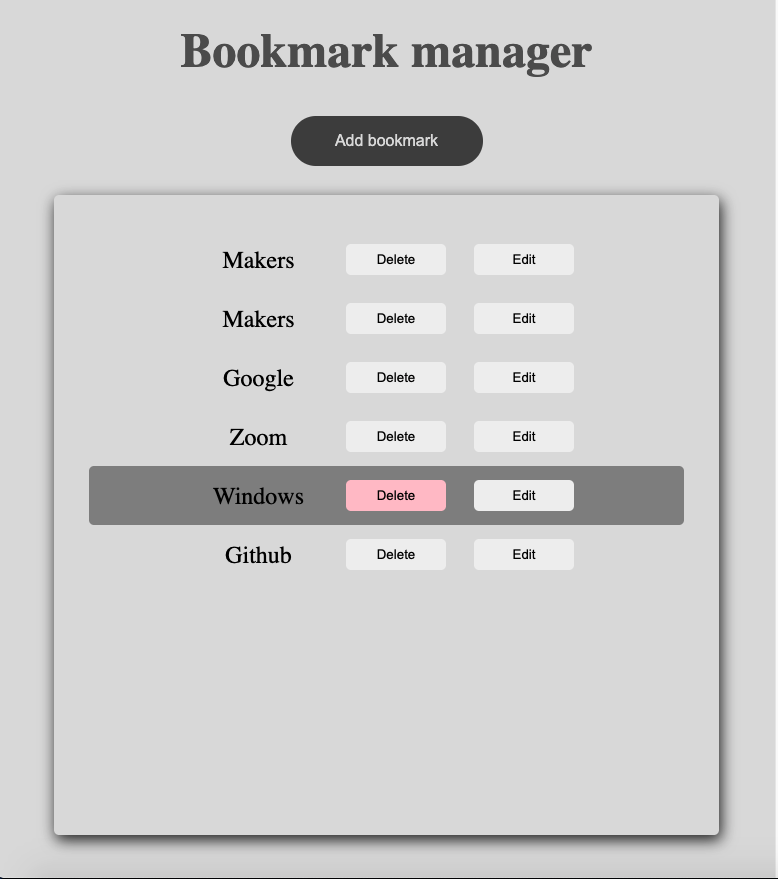 Bookmark manager
Add bookmark
Makers Delete Edit
Makers Delete Edit
Google Delete Edit
Zoom Delete Edit
Windows Delete Edit
Github Delete Edit